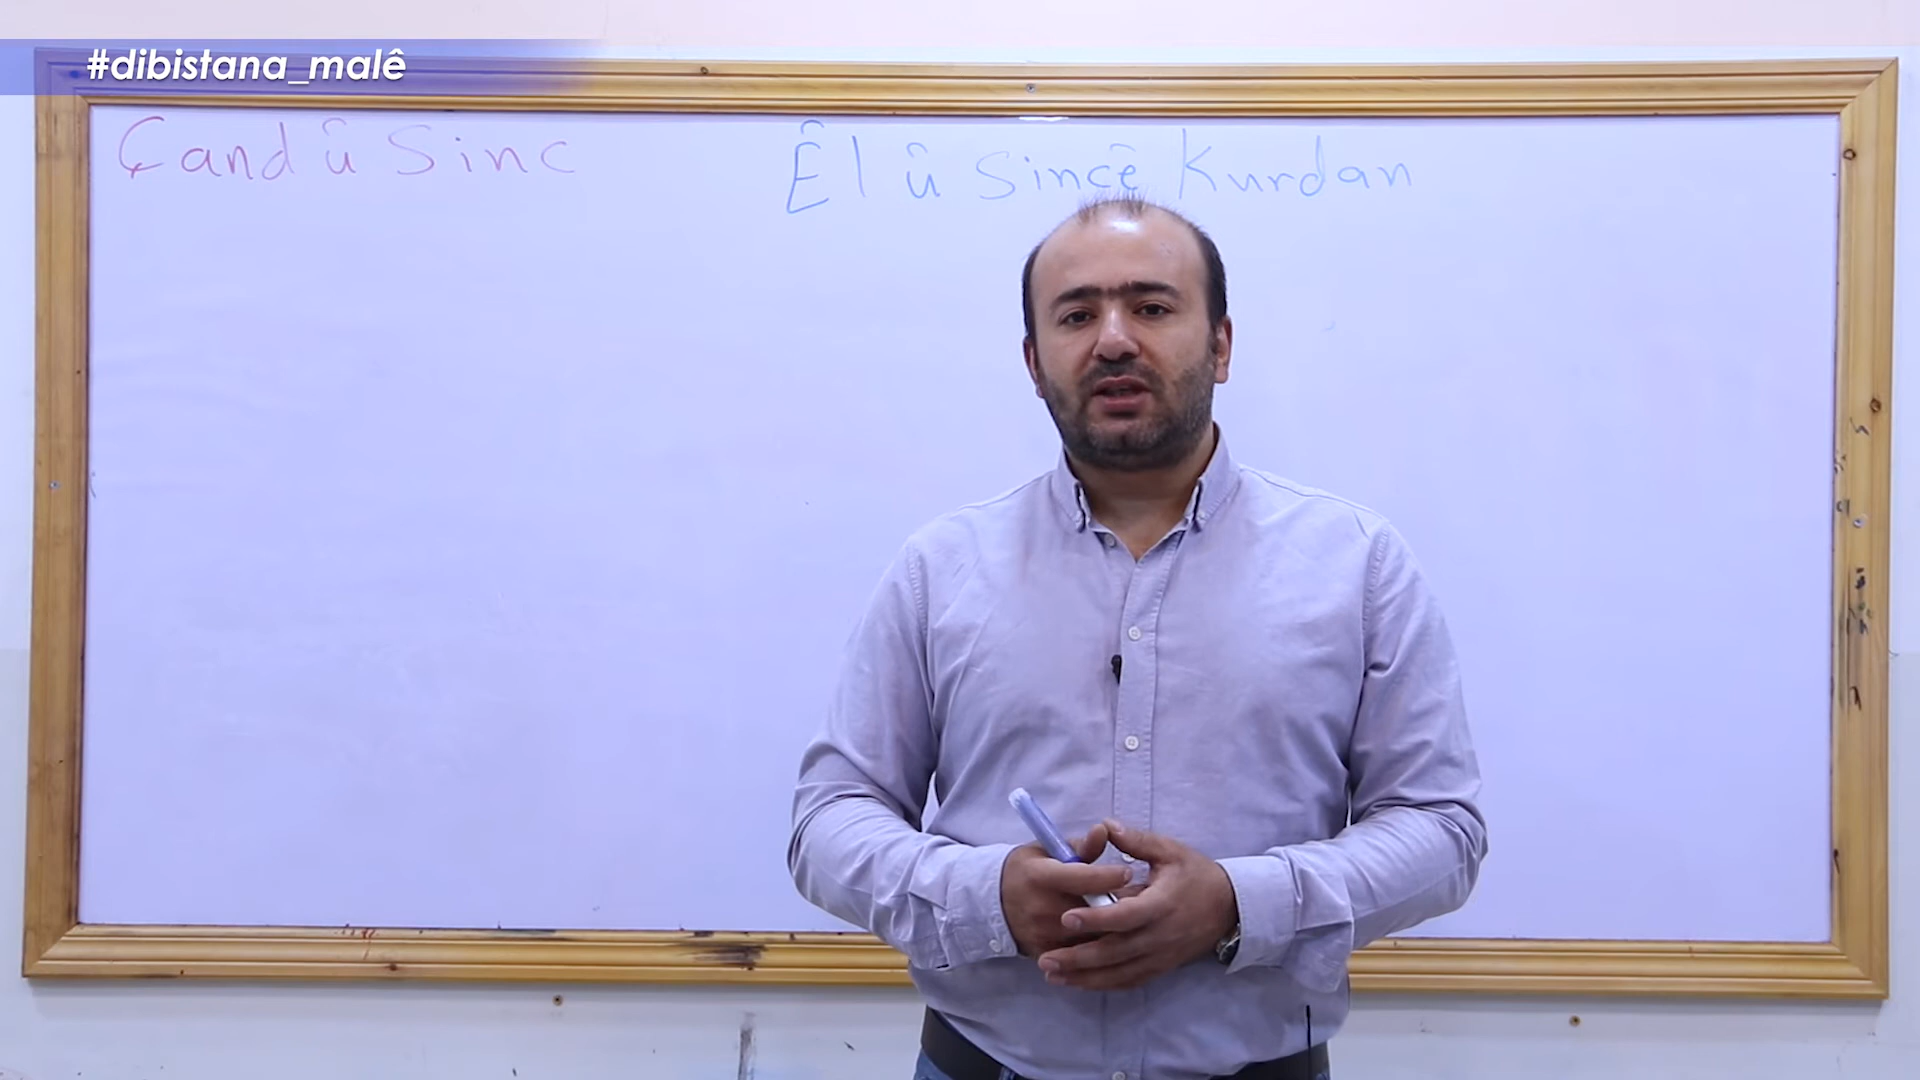 #dibistana_malê
Çand û Sinc
Êl û Sincê Kurdan